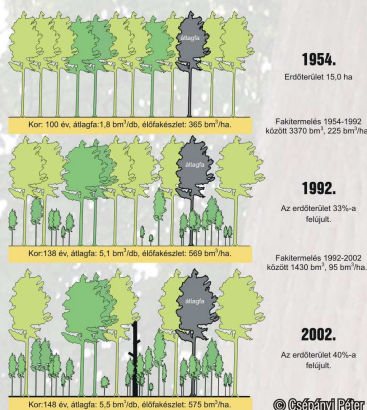 átlagfa
1954.
Erdőterület 15,0 ha
Kor: 100 év, átlagfa:1,8 bm³/db, élőfakészlet: 365 bm³/ha.
Fakitermelés 1954-1992
között 3370 bm³, 225 bm³/ha
átlagfa
1992.
Az erdőterület 33%-a
felújult.
Kor:138 év, átlagfa: 5,1 bm³/db, élőfakészlet: 569 bm³/ha.
Fakitermelés 1992-2002
között 1430 bm³, 95 bm³/ha.
átlagfa
2002.
Az erdőterület 40%-a
felújult.
Kor:148 év, átlagfa: 5,5 bm³/db, élőfakészlet: 575 bm³/ha.
© Csépányi Péter